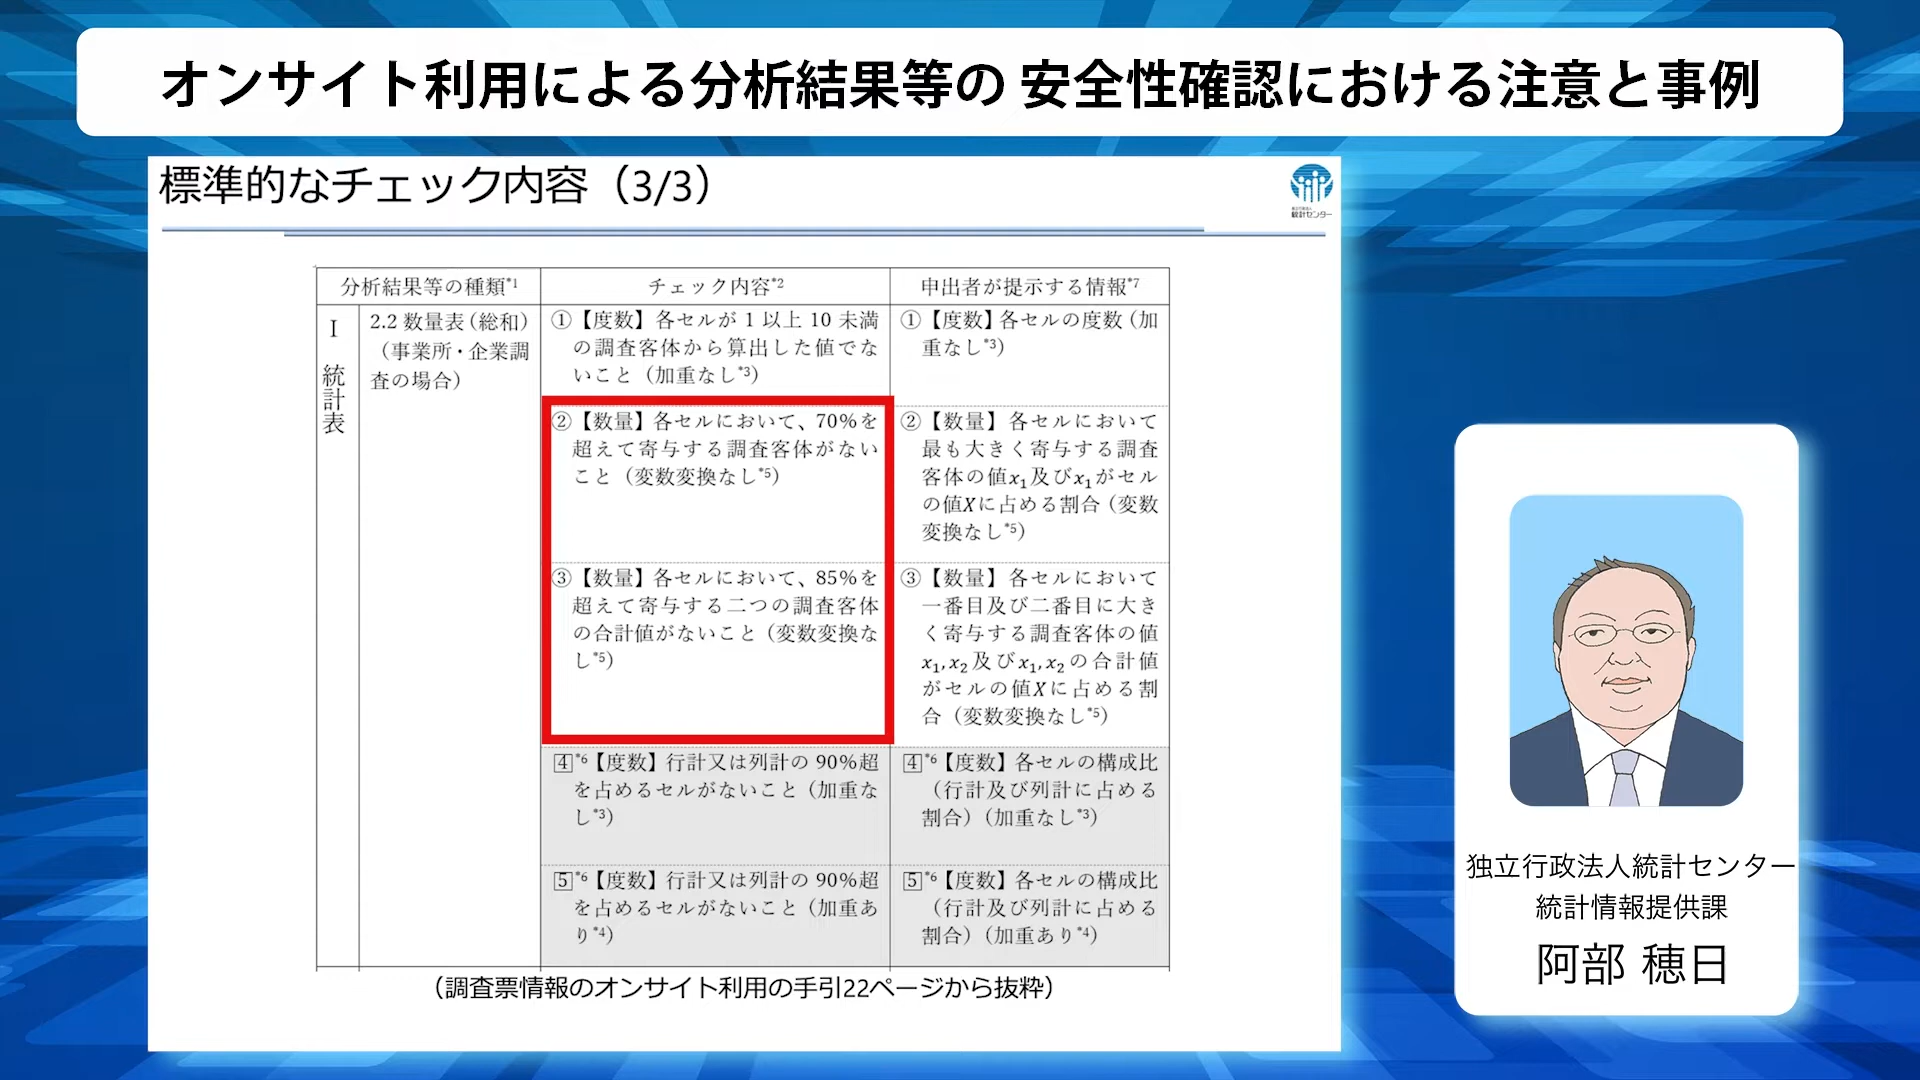 オンサイト利用による分析結果等の 安全性確認における注意と事例
標準的なチェック内容（3/3）
独立行政法人
統計センター
分析結果等の種類*1
チェック内容*2
申出者が提示する情報*7
Ⅰ 統計表
2.2 数量表（総和）
（事業所・企業調
査の場合）
①【度数】各セルが 1 以上 10 未満
の調査客体から算出した値でな
いこと（加重なし*3）
①【度数】各セルの度数（加
重なし*3）
②【数量】各セルにおいて、70%を
超えて寄与する調査客体がない
こと（変数変換なし*5）
②【数量】各セルにおいて
最も大きく寄与する調査
客体の値x₁及びx₁がセル
の値Xに占める割合（変数
変換なし*5）
③【数量】各セルにおいて、85%を
超えて寄与する二つの調査客体
の合計値がないこと（変数変換な
し*5）
③【数量】各セルにおいて
一番目及び二番目に大き
く寄与する調査客体の値
x₁,x₂及びx₁,x₂の合計値
がセルの値Xに占める割
合（変数変換なし*5）
4*6【度数】行計又は列計の 90%超
を占めるセルがないこと（加重な
し*3）
4*6【度数】各セルの構成比
（行計及び列計に占める
割合）（加重なし*3）
5*6【度数】行計又は列計の 90%超
を占めるセルがないこと（加重あ
り*4）
5*6【度数】各セルの構成比
（行計及び列計に占める
割合）（加重あり*4）
（調査票情報のオンサイト利用の手引22ページから抜粋）
独立行政法人統計センター
統計情報提供課
阿部 穂日